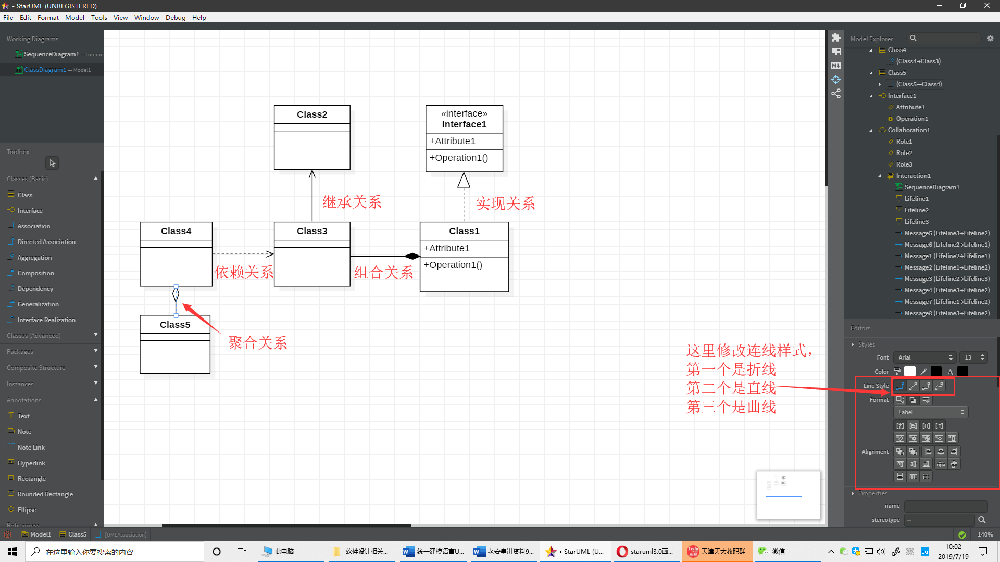 • StarUML (UNREGISTERED)
File Edit Format Model Tools View Window Debug Help
Working Diagrams
SequenceDiagram1 — Interact
ClassDiagram1 — Model1
Toolbox
Classes (Basic)
Class
Interface
Association
Directed Association
Aggregation
Composition
Dependency
Generalization
Interface Realization
Classes (Advanced)
Packages
Composite Structure
Instances
Annotations
Text
Note
Note Link
Hyperlink
Rectangle
Rounded Rectangle
Ellipse
Robustness
Class2
«interface»
Interface1
+Attribute1
+Operation1()
继承关系
实现关系
Class4
Class3
Class1
+Attribute1
+Operation1()
依赖关系
组合关系
Class5
聚合关系
这里修改连线样式，
第一个是折线
第二个是直线
第三个是曲线
Model Explorer
Class4
(Class4→Class3)
Class5
(Class5—Class4)
Interface1
Attribute1
Operation1
Collaboration1
Role1
Role2
Role3
Interaction1
SequenceDiagram1
Lifeline1
Lifeline2
Lifeline3
Message5 (Lifeline3→Lifeline2)
Message6 (Lifeline2→Lifeline1)
Message1 (Lifeline2→Lifeline1)
Message2 (Lifeline1→Lifeline2)
Message3 (Lifeline2→Lifeline3)
Message4 (Lifeline3→Lifeline2)
Message7 (Lifeline1→Lifeline2)
Message8 (Lifeline3→Lifeline2)
Editors
Styles
Font Arial 13
Color A
Line Style
Format
Label
Alignment
Properties
name
stereotype —
Model1 Class5 [UMLAssociation] 140%
在这里输入你要搜索的内容
此电脑
软件设计相关...
统一建模语言U...
老安串讲资料9...
• StarUML (U...
staruml3.0画...
天津天大教职群
微信
英
du
10:02
2019/7/19